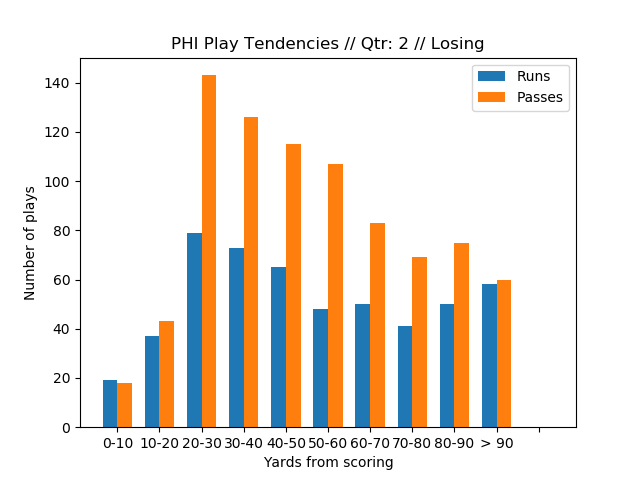 PHI Play Tendencies // Qtr: 2 // Losing
Runs
Passes
140
120
100
80
60
40
20
0
Number of plays
0-10 10-20 20-30 30-40 40-50 50-60 60-70 70-80 80-90 > 90
Yards from scoring